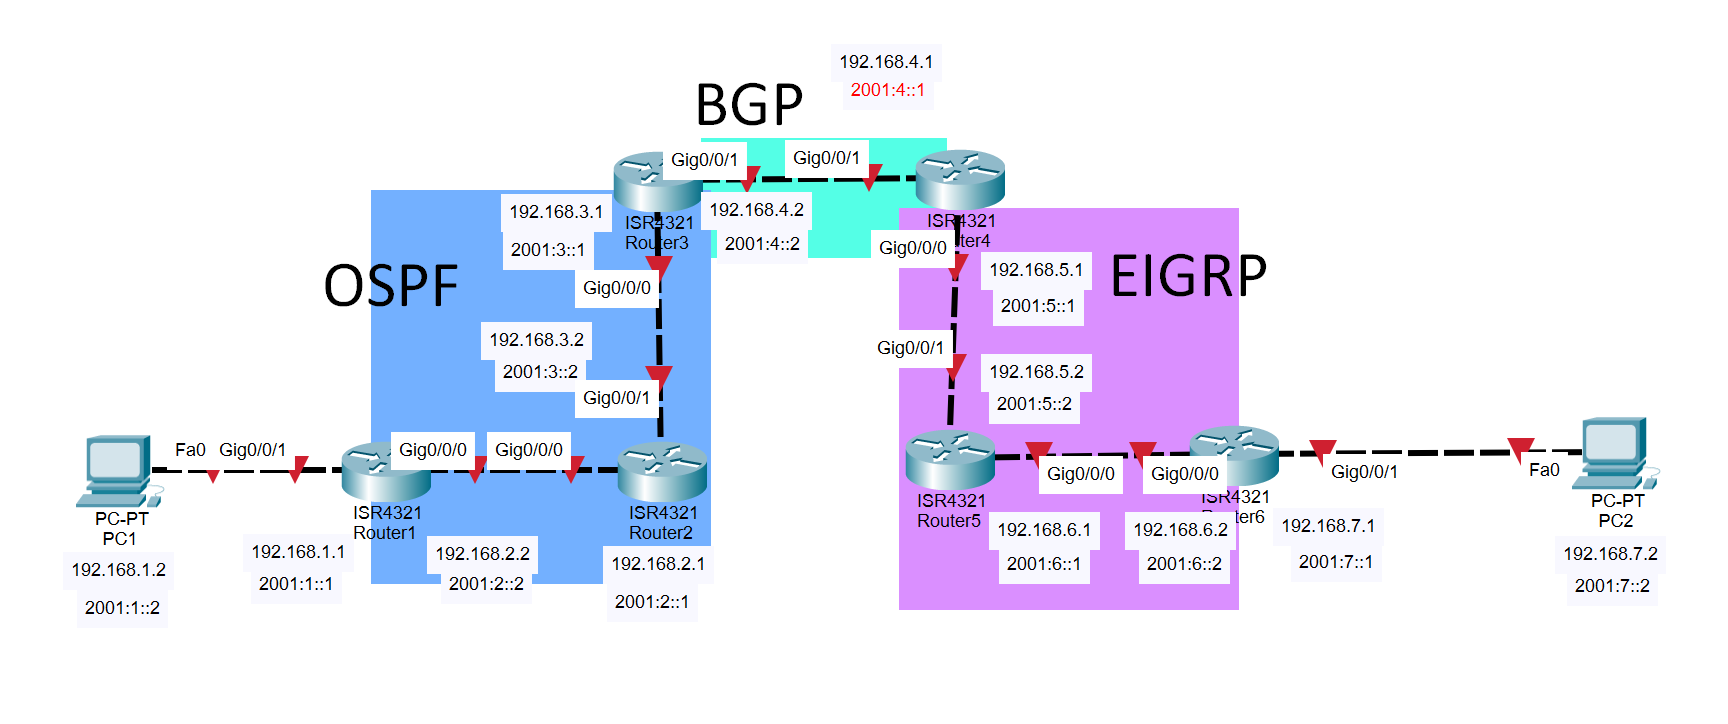 192.168.4.1
2001:4::1
BGP
Gig0/0/1
Gig0/0/1
192.168.3.1
2001:3::1
ISR4321
Router3
192.168.4.2
2001:4::2
ISR4321
ter4
Gig0/0/0
OSPF
Gig0/0/0
192.168.5.1
2001:5::1
EIGRP
192.168.3.2
2001:3::2
Gig0/0/1
Gig0/0/1
192.168.5.2
2001:5::2
Fa0
Gig0/0/1
Gig0/0/0
Gig0/0/0
Gig0/0/0
Gig0/0/0
Gig0/0/1
Fa0
PC-PT
PC1
192.168.1.2
2001:1::2
192.168.1.1
2001:1::1
ISR4321
Router1
192.168.2.2
2001:2::2
ISR4321
Router2
192.168.2.1
2001:2::1
ISR4321
Router5
192.168.6.1
2001:6::1
192.168.6.2
2001:6::2
ISR4321
ter6
192.168.7.1
2001:7::1
PC-PT
PC2
192.168.7.2
2001:7::2